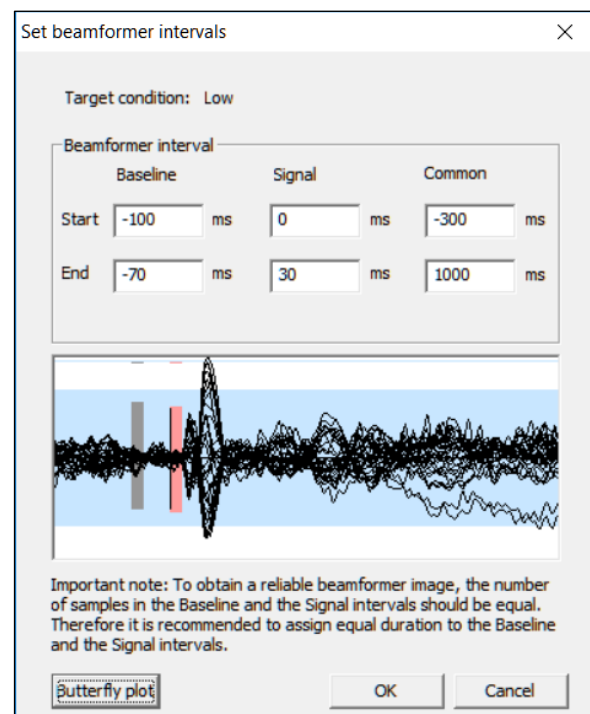 Set beamformer intervals
Target condition: Low
Beamformer interval
Baseline Signal Common
Start -100 ms 0 ms -300 ms
End -70 ms 30 ms 1000 ms
Important note: To obtain a reliable beamformer image, the number
of samples in the Baseline and the Signal intervals should be equal.
Therefore it is recommended to assign equal duration to the Baseline
and the Signal intervals.
Butterfly plot OK Cancel